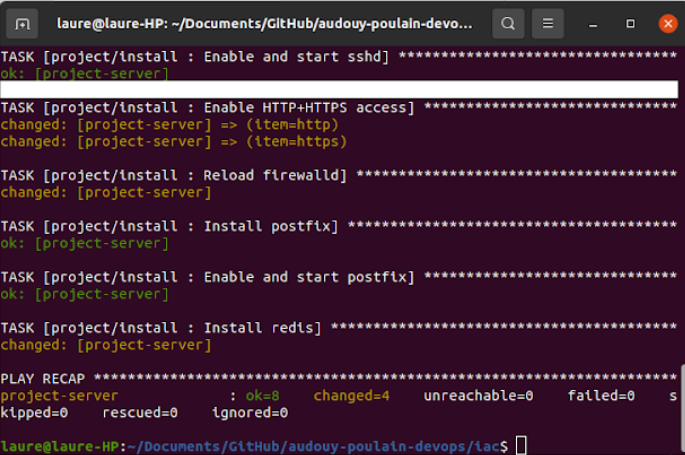 laure@laure-HP: ~/Documents/GitHub/audouy-poulain-devops...
TASK [project/install : Enable and start sshd] *********************************
ok: [project-server]
TASK [project/install : Enable HTTP+HTTPS access] ******************************
changed: [project-server] => (item=http)
changed: [project-server] => (item=https)
TASK [project/install : Reload firewalld] **************************************
changed: [project-server]
TASK [project/install : Install postfix] ***************************************
ok: [project-server]
TASK [project/install : Enable and start postfix] ******************************
ok: [project-server]
TASK [project/install : Install redis] *****************************************
changed: [project-server]
PLAY RECAP *********************************************************************
project-server             : ok=8    changed=4    unreachable=0    failed=0    s
kipped=0    rescued=0    ignored=0
laure@laure-HP:~/Documents/GitHub/audouy-poulain-devops/iac$